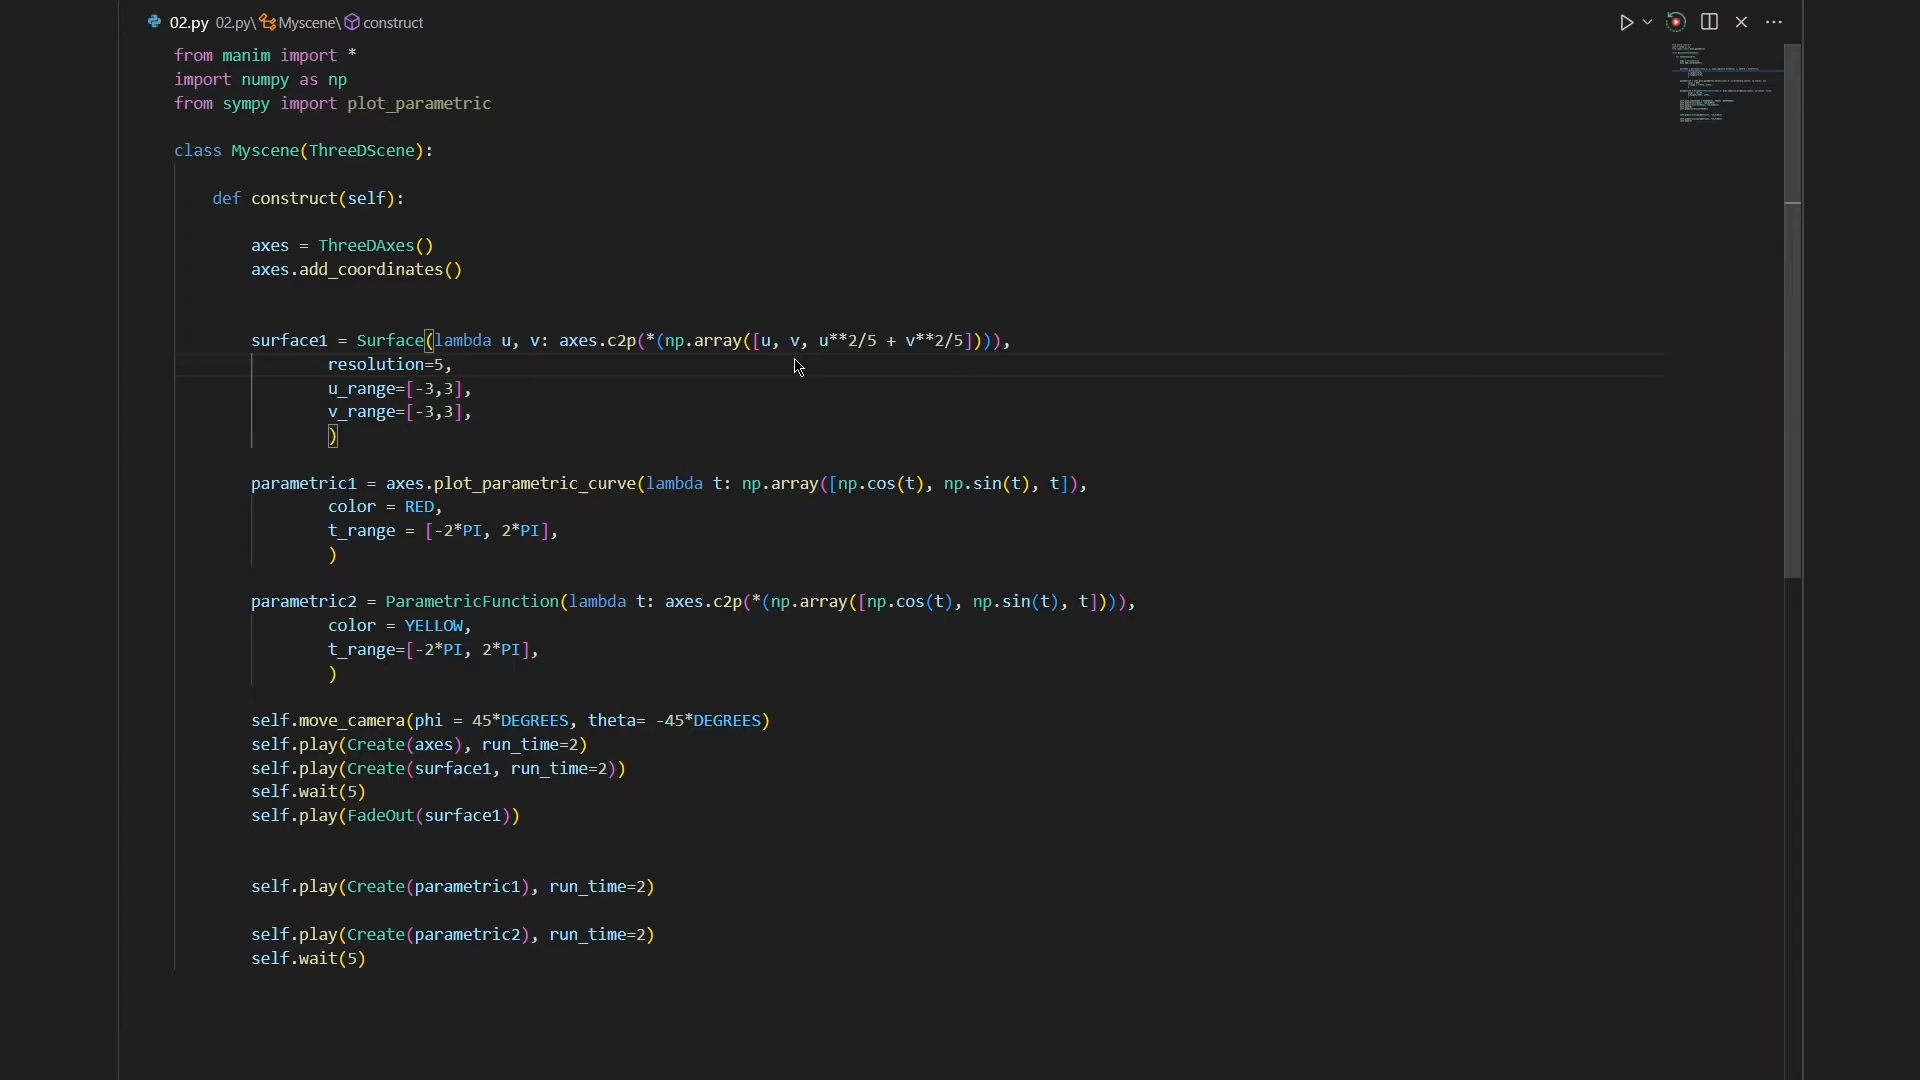 02.py 02.py\Myscene\construct
from manim import *
import numpy as np
from sympy import plot_parametric
class Myscene(ThreeDScene):
def construct(self):
axes = ThreeDAxes()
axes.add_coordinates()
surface1 = Surface(lambda u, v: axes.c2p(*(np.array([u, v, u**2/5 + v**2/5]))),
resolution=5,
u_range=[-3,3],
v_range=[-3,3],
)
parametric1 = axes.plot_parametric_curve(lambda t: np.array([np.cos(t), np.sin(t), t]),
color = RED,
t_range = [-2*PI, 2*PI],
)
parametric2 = ParametricFunction(lambda t: axes.c2p(*(np.array([np.cos(t), np.sin(t), t]))),
color = YELLOW,
t_range=[-2*PI, 2*PI],
)
self.move_camera(phi = 45*DEGREES, theta= -45*DEGREES)
self.play(Create(axes), run_time=2)
self.play(Create(surface1, run_time=2))
self.wait(5)
self.play(FadeOut(surface1))
self.play(Create(parametric1), run_time=2)
self.play(Create(parametric2), run_time=2)
self.wait(5)